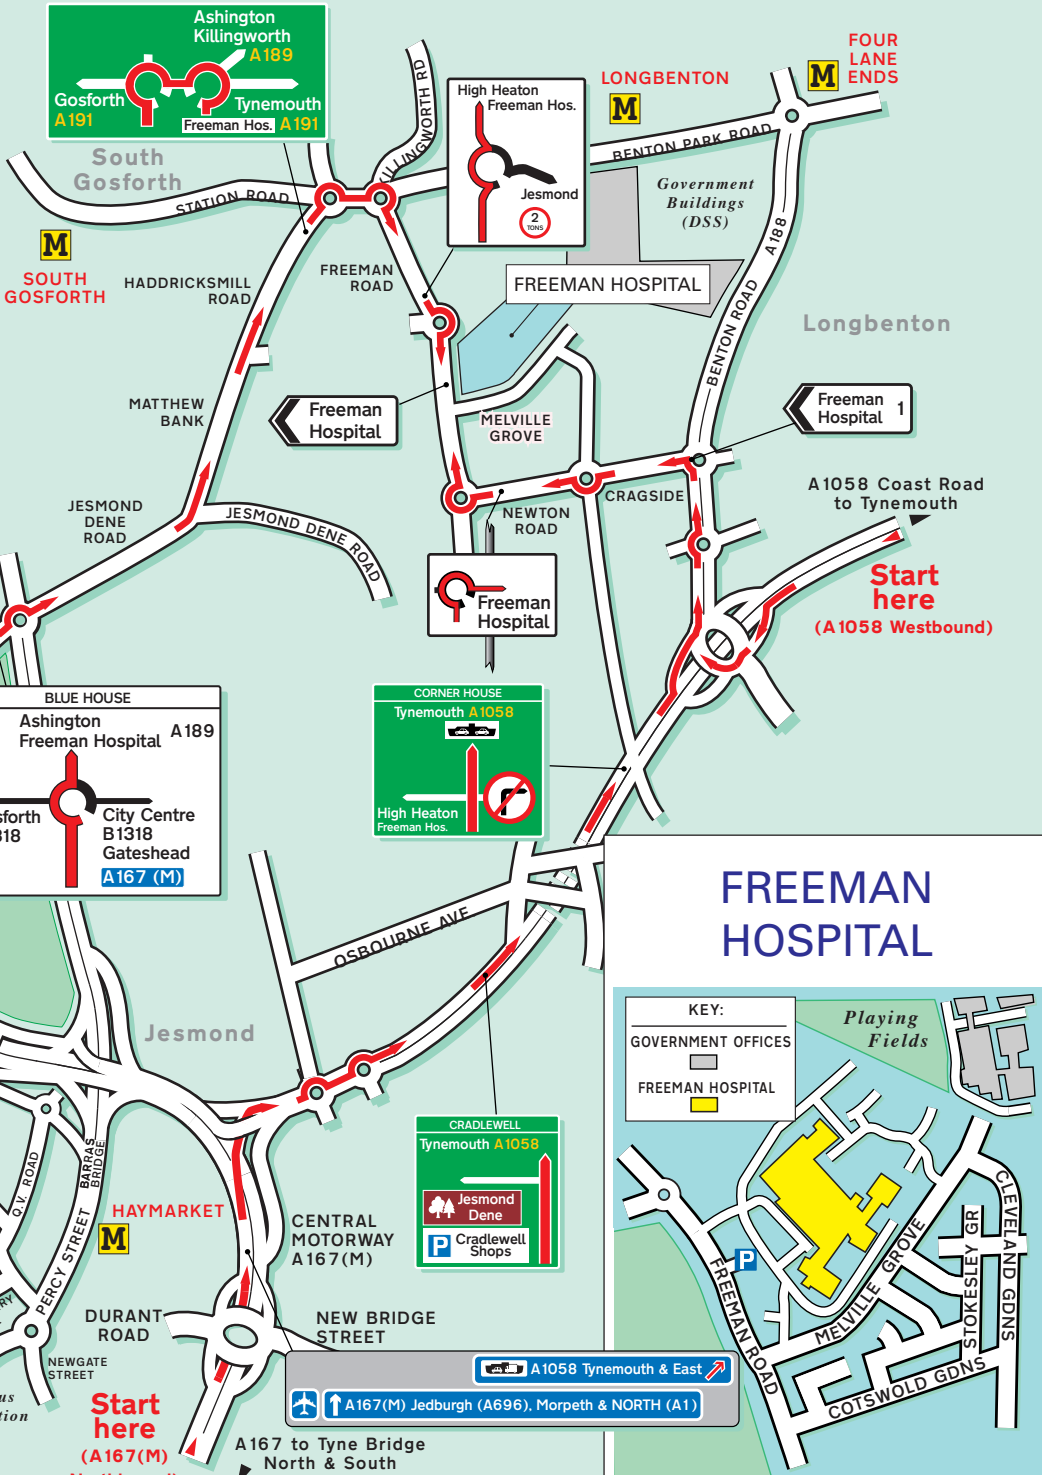 Ashington
Killingworth
A189
Gosforth
A191
Tynemouth
Freeman Hos. A191
South
Gosforth
STATION ROAD
M
SOUTH
GOSFORTH
KILLINGWORTH RD
High Heaton
Freeman Hos.
Jesmond
2
TONS
LONGBENTON
M
M
FOUR
LANE
ENDS
BENTON PARK ROAD
Government
Buildings
(DSS)
A188
BENTON ROAD
HADDRICKSMILL
ROAD
FREEMAN
ROAD
FREEMAN HOSPITAL
Longbenton
MATTHEW
BANK
Freeman
Hospital
MELVILLE
GROVE
Freeman
Hospital 1
JESMOND
DENE
ROAD
JESMOND DENE ROAD
NEWTON
ROAD
CRAGSIDE
A1058 Coast Road
to Tynemouth
Start
here
(A1058 Westbound)
Freeman
Hospital
BLUE HOUSE
Ashington
Freeman Hospital
A189
sforth
318
City Centre
B1318
Gateshead
A167 (M)
CORNER HOUSE
Tynemouth A1058
High Heaton
Freeman Hos.
OSBOURNE AVE
Jesmond
CRADLEWELL
Tynemouth A1058
Jesmond
Dene
P
Cradlewell
Shops
Q.V. ROAD
BARRAS
BRIDGE
HAYMARKET
M
PERCY STREET
CENTRAL
MOTORWAY
A167(M)
DURANT
ROAD
NEW BRIDGE
STREET
NEWGATE
STREET
RY
us
tion
Start
here
(A167(M)
A1058 Tynemouth & East
A167(M) Jedburgh (A696), Morpeth & NORTH (A1)
A167 to Tyne Bridge
North & South
FREEMAN
HOSPITAL
KEY:
GOVERNMENT OFFICES
FREEMAN HOSPITAL
Playing
Fields
P
FREEMAN ROAD
MELVILLE GROVE
STOKESLEY GR
CLEVELAND GDNS
COTSWOLD GDNS